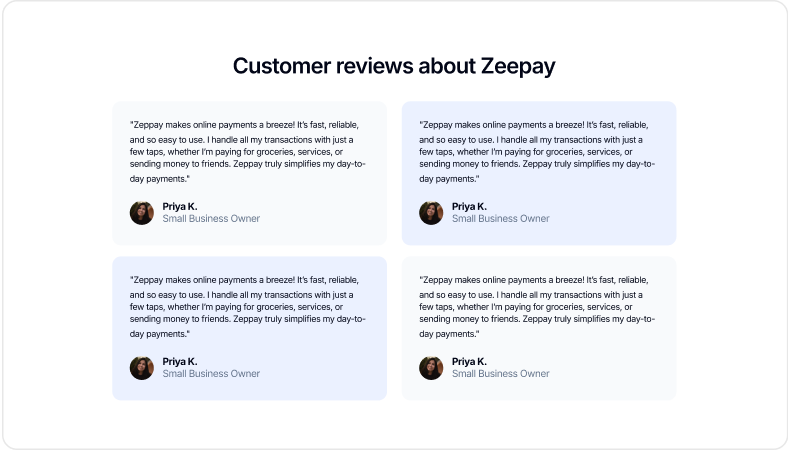 Customer reviews about Zeepay
"Zeppay makes online payments a breeze! It's fast, reliable,
and so easy to use. I handle all my transactions with just a
few taps, whether I'm paying for groceries, services, or
sending money to friends. Zeppay truly simplifies my day-to-
day payments."
Priya K.
Small Business Owner
"Zeppay makes online payments a breeze! It's fast, reliable,
and so easy to use. I handle all my transactions with just a
few taps, whether I'm paying for groceries, services, or
sending money to friends. Zeppay truly simplifies my day-to-
day payments."
Priya K.
Small Business Owner
"Zeppay makes online payments a breeze! It's fast, reliable,
and so easy to use. I handle all my transactions with just a
few taps, whether I'm paying for groceries, services, or
sending money to friends. Zeppay truly simplifies my day-to-
day payments."
Priya K.
Small Business Owner
"Zeppay makes online payments a breeze! It's fast, reliable,
and so easy to use. I handle all my transactions with just a
few taps, whether I'm paying for groceries, services, or
sending money to friends. Zeppay truly simplifies my day-to-
day payments."
Priya K.
Small Business Owner